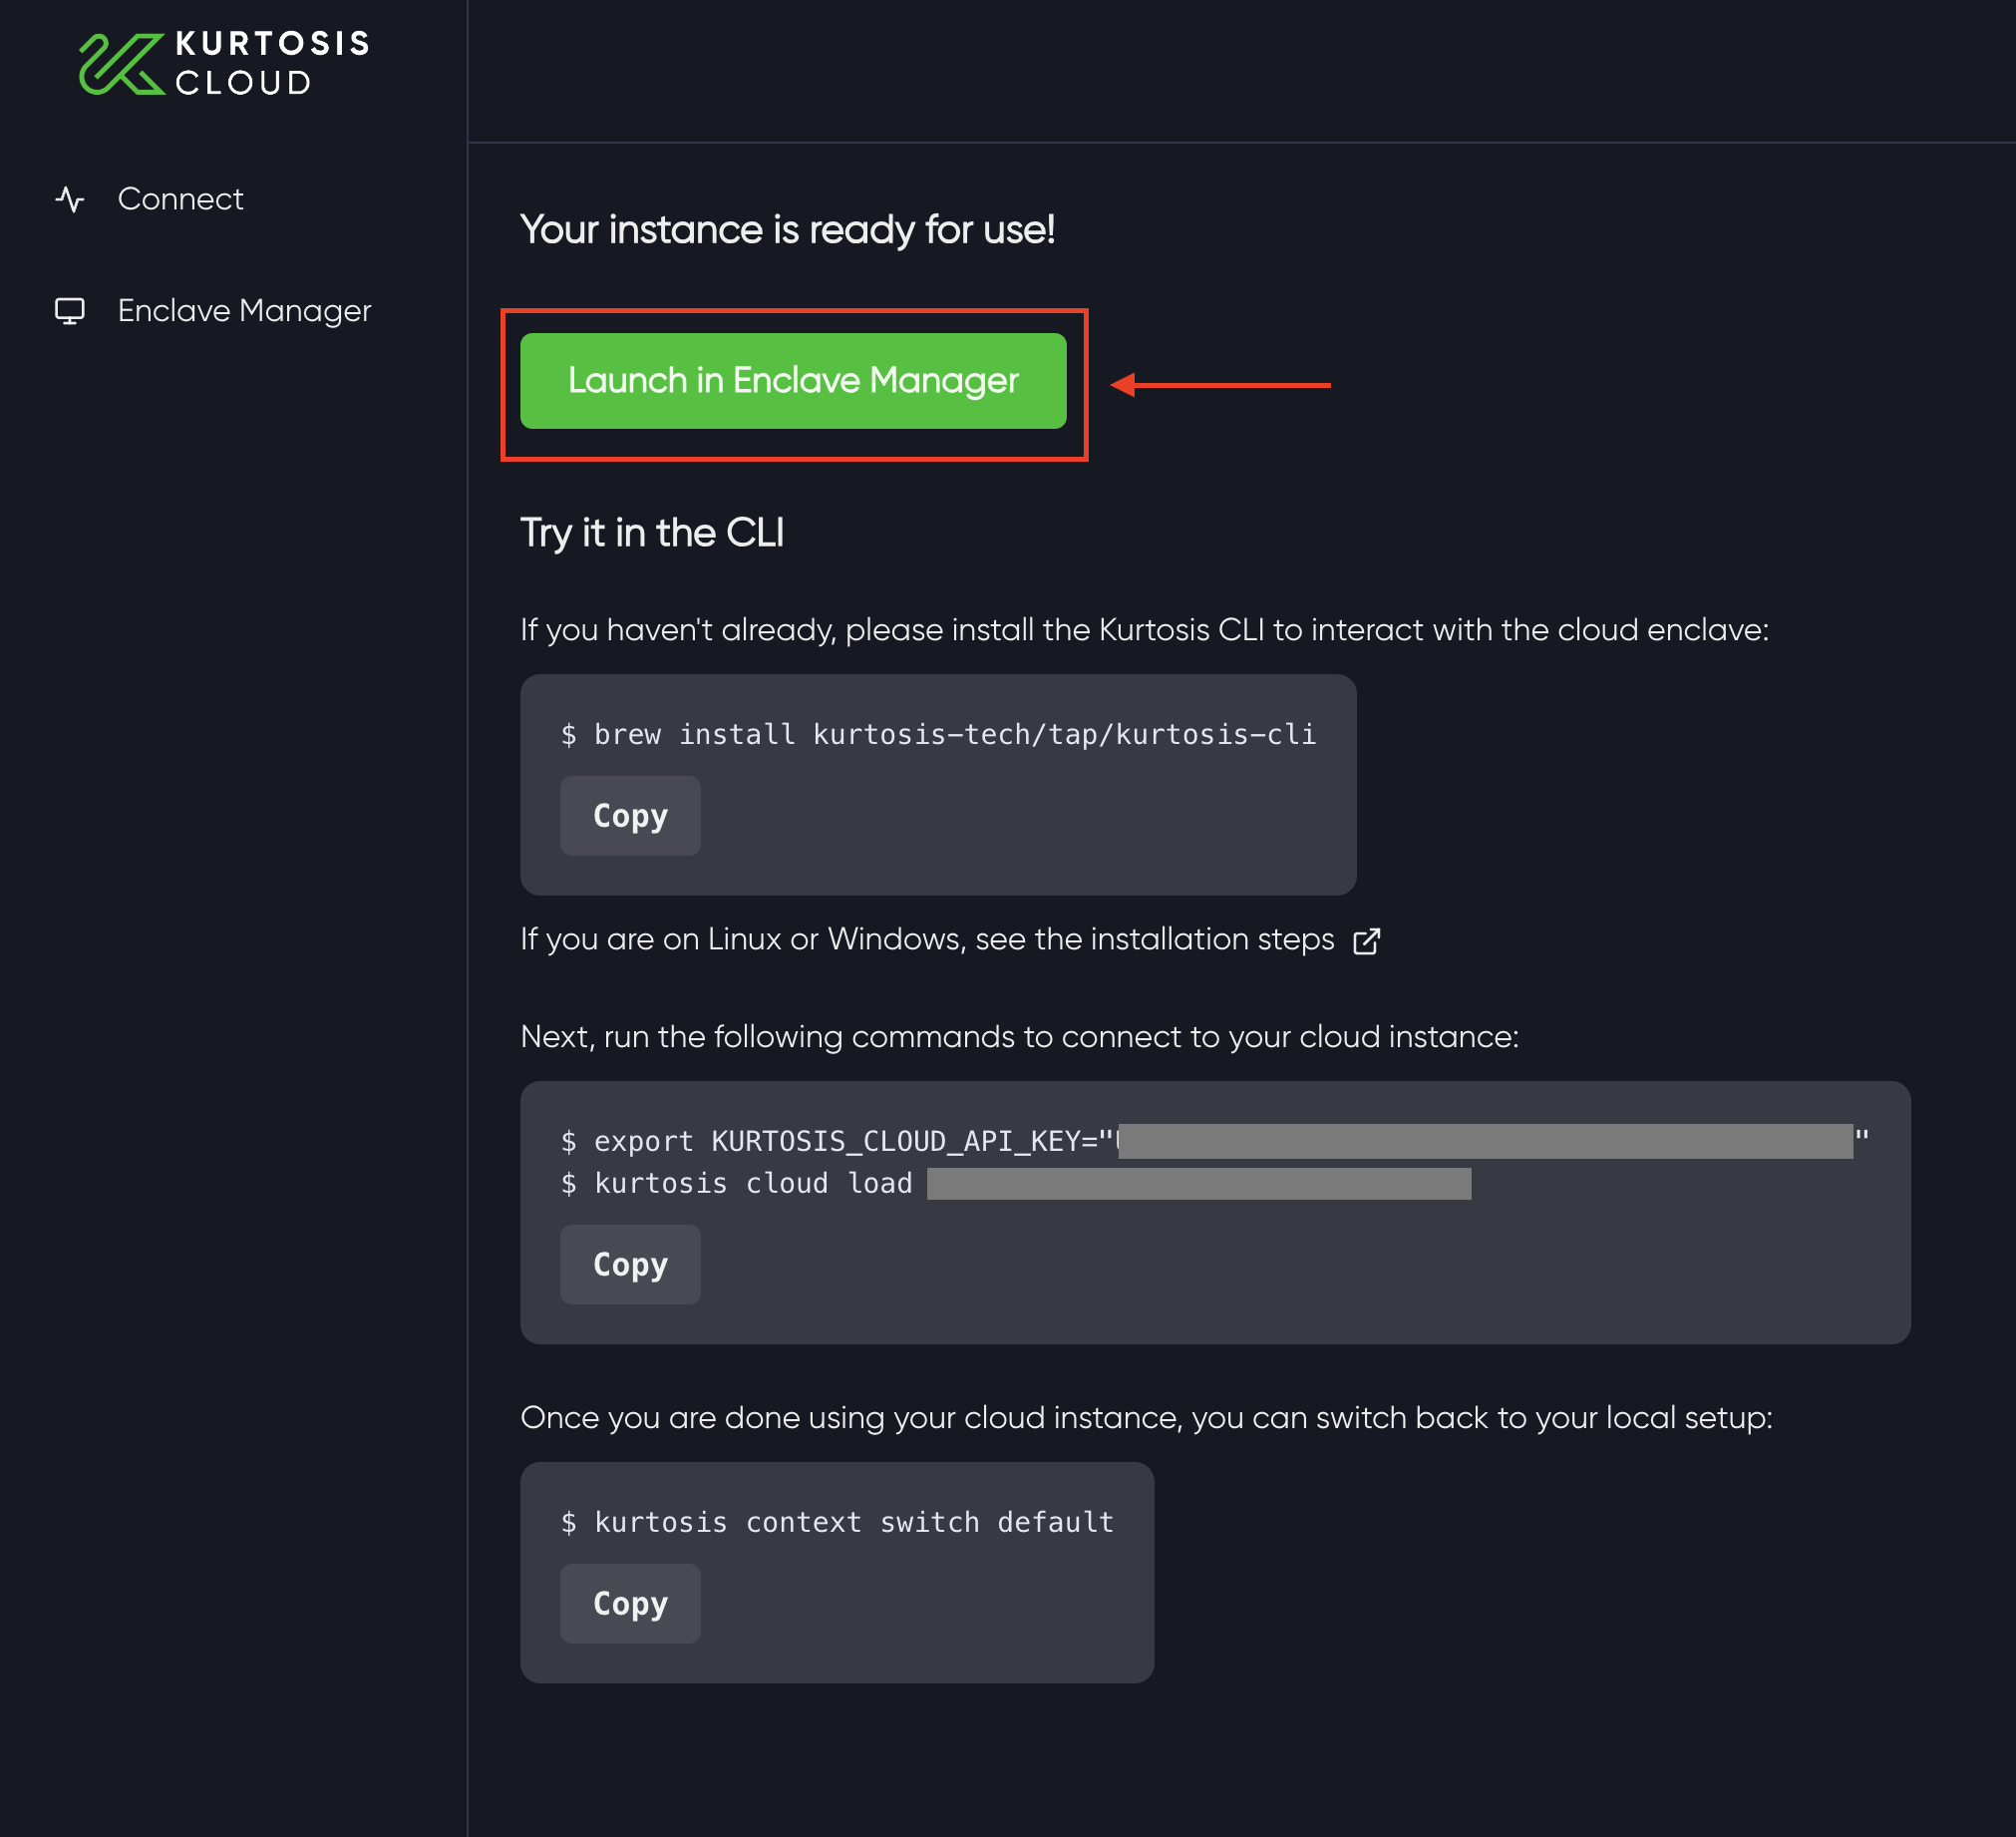 KURTOSIS
CLOUD
Connect
Enclave Manager
Your instance is ready for use!
Launch in Enclave Manager
Try it in the CLI
If you haven't already, please install the Kurtosis CLI to interact with the cloud enclave:
$ brew install kurtosis-tech/tap/kurtosis-cli
Copy
If you are on Linux or Windows, see the installation steps
Next, run the following commands to connect to your cloud instance:
$ export KURTOSIS_CLOUD_API_KEY=" "
$ kurtosis cloud load
Copy
Once you are done using your cloud instance, you can switch back to your local setup:
$ kurtosis context switch default
Copy